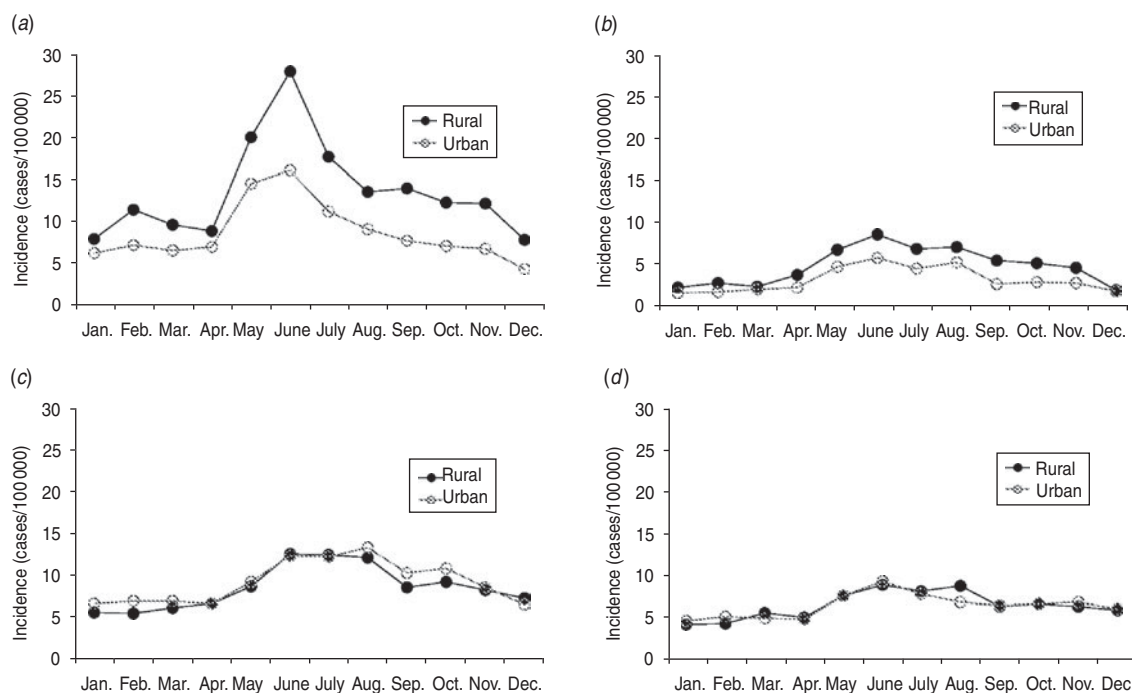 (a)
30
25
20
15
10
5
0
Incidence (cases/100 000)
Rural
Urban
Jan. Feb. Mar. Apr. May June July Aug. Sep. Oct. Nov. Dec.
(b)
30
25
20
15
10
5
0
Incidence (cases/100 000)
Rural
Urban
Jan. Feb. Mar. Apr. May June July Aug. Sep. Oct. Nov. Dec.
(c)
30
25
20
15
10
5
0
Incidence (cases/100 000)
Rural
Urban
Jan. Feb. Mar. Apr. May June July Aug. Sep. Oct. Nov. Dec.
(d)
30
25
20
15
10
5
0
Incidence (cases/100 000)
Rural
Urban
Jan. Feb. Mar. Apr. May June July Aug. Sep. Oct. Nov. Dec.